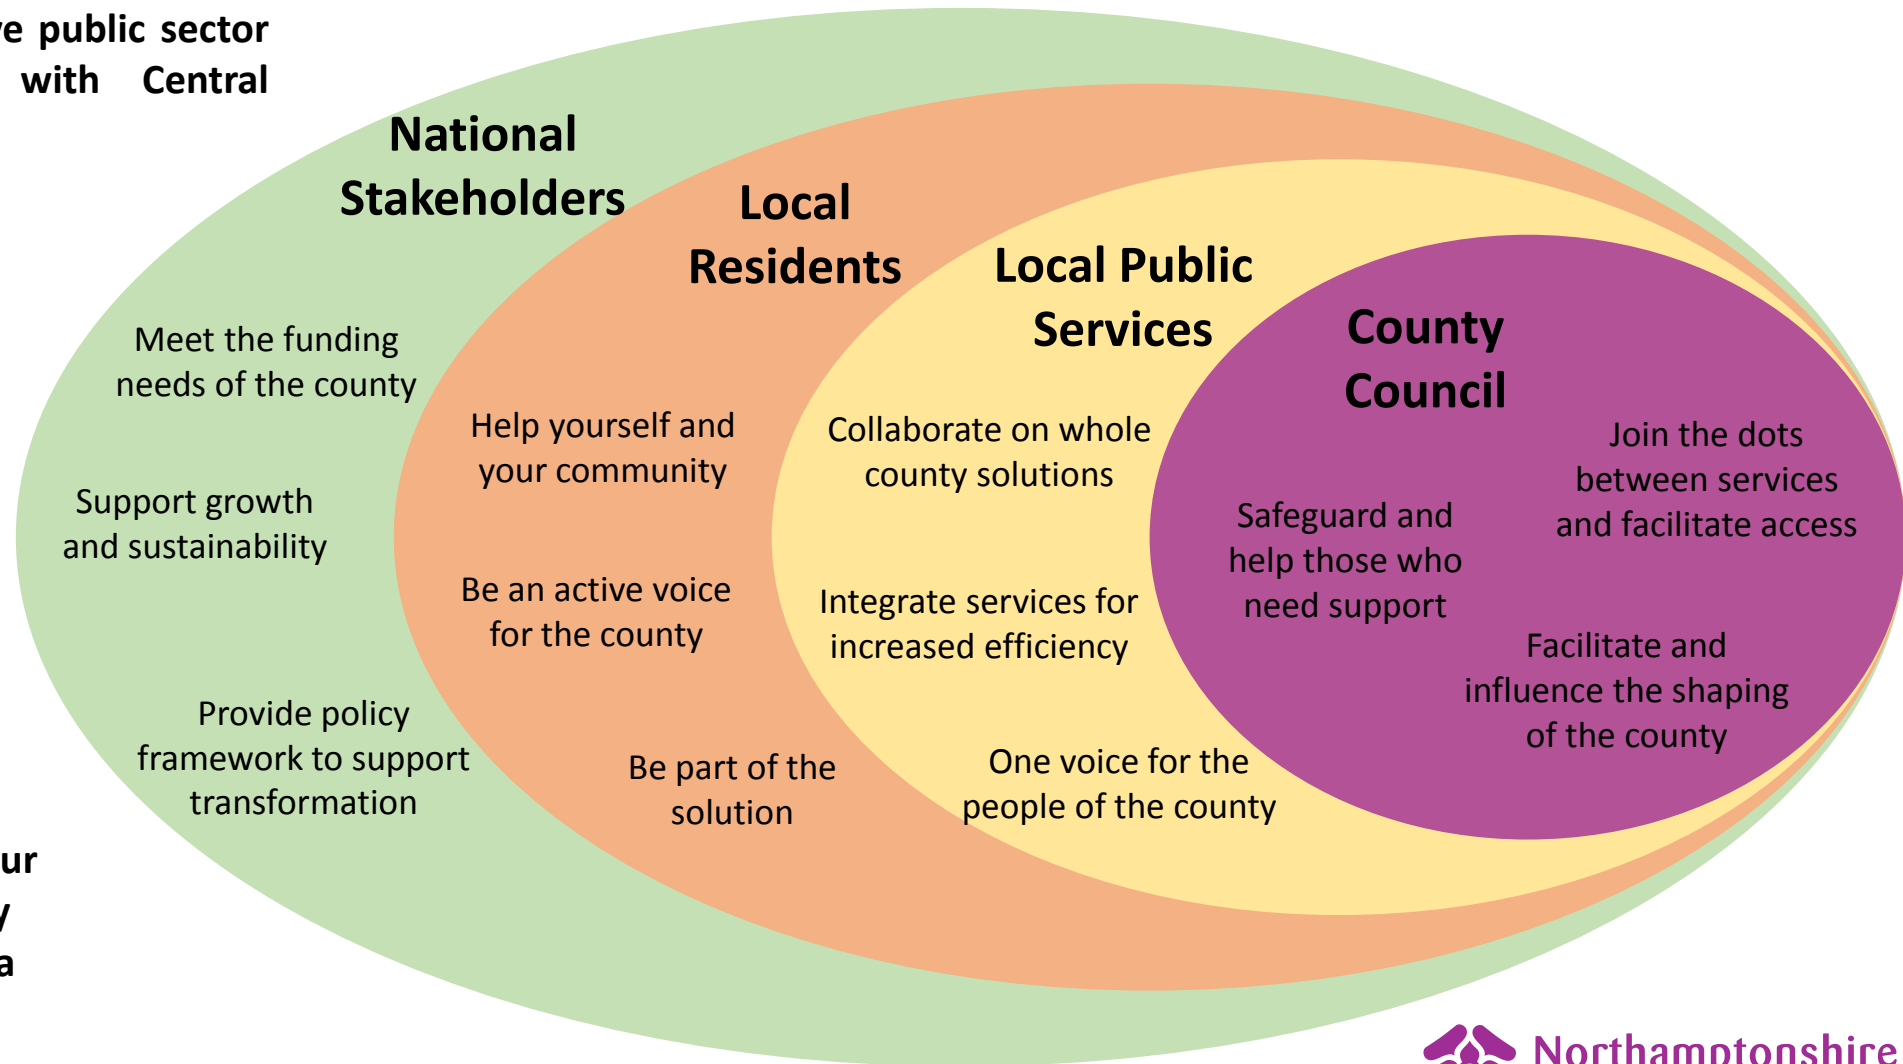 public sector
with Central
National
Stakeholders
Meet the funding
needs of the county
Support growth
and sustainability
Provide policy
framework to support
transformation
Local
Residents
Help yourself and
your community
Be an active voice
for the county
Be part of the
solution
Local Public
Services
Collaborate on whole
county solutions
Integrate services for
increased efficiency
One voice for the
people of the county
County
Council
Join the dots
between services
and facilitate access
Safeguard and
help those who
need support
Facilitate and
influence the shaping
of the county
a
Northamptonshire